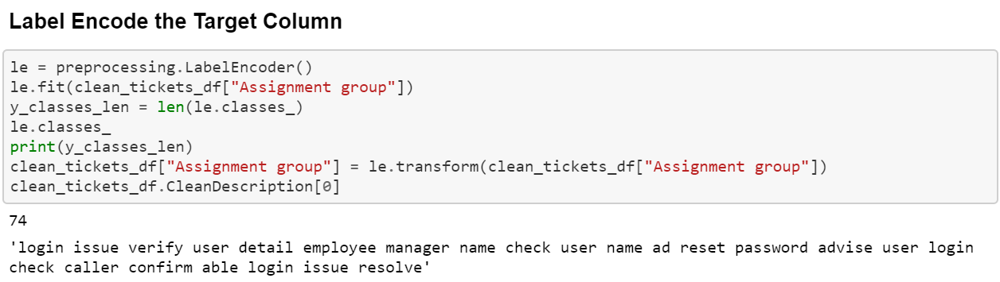 Label Encode the Target Column
le = preprocessing.LabelEncoder()
le.fit(clean_tickets_df["Assignment group"])
y_classes_len = len(le.classes_)
le.classes_
print(y_classes_len)
clean_tickets_df["Assignment group"] = le.transform(clean_tickets_df["Assignment group"])
clean_tickets_df.CleanDescription[0]
74
'login issue verify user detail employee manager name check user name ad reset password advise user login
check caller confirm able login issue resolve'